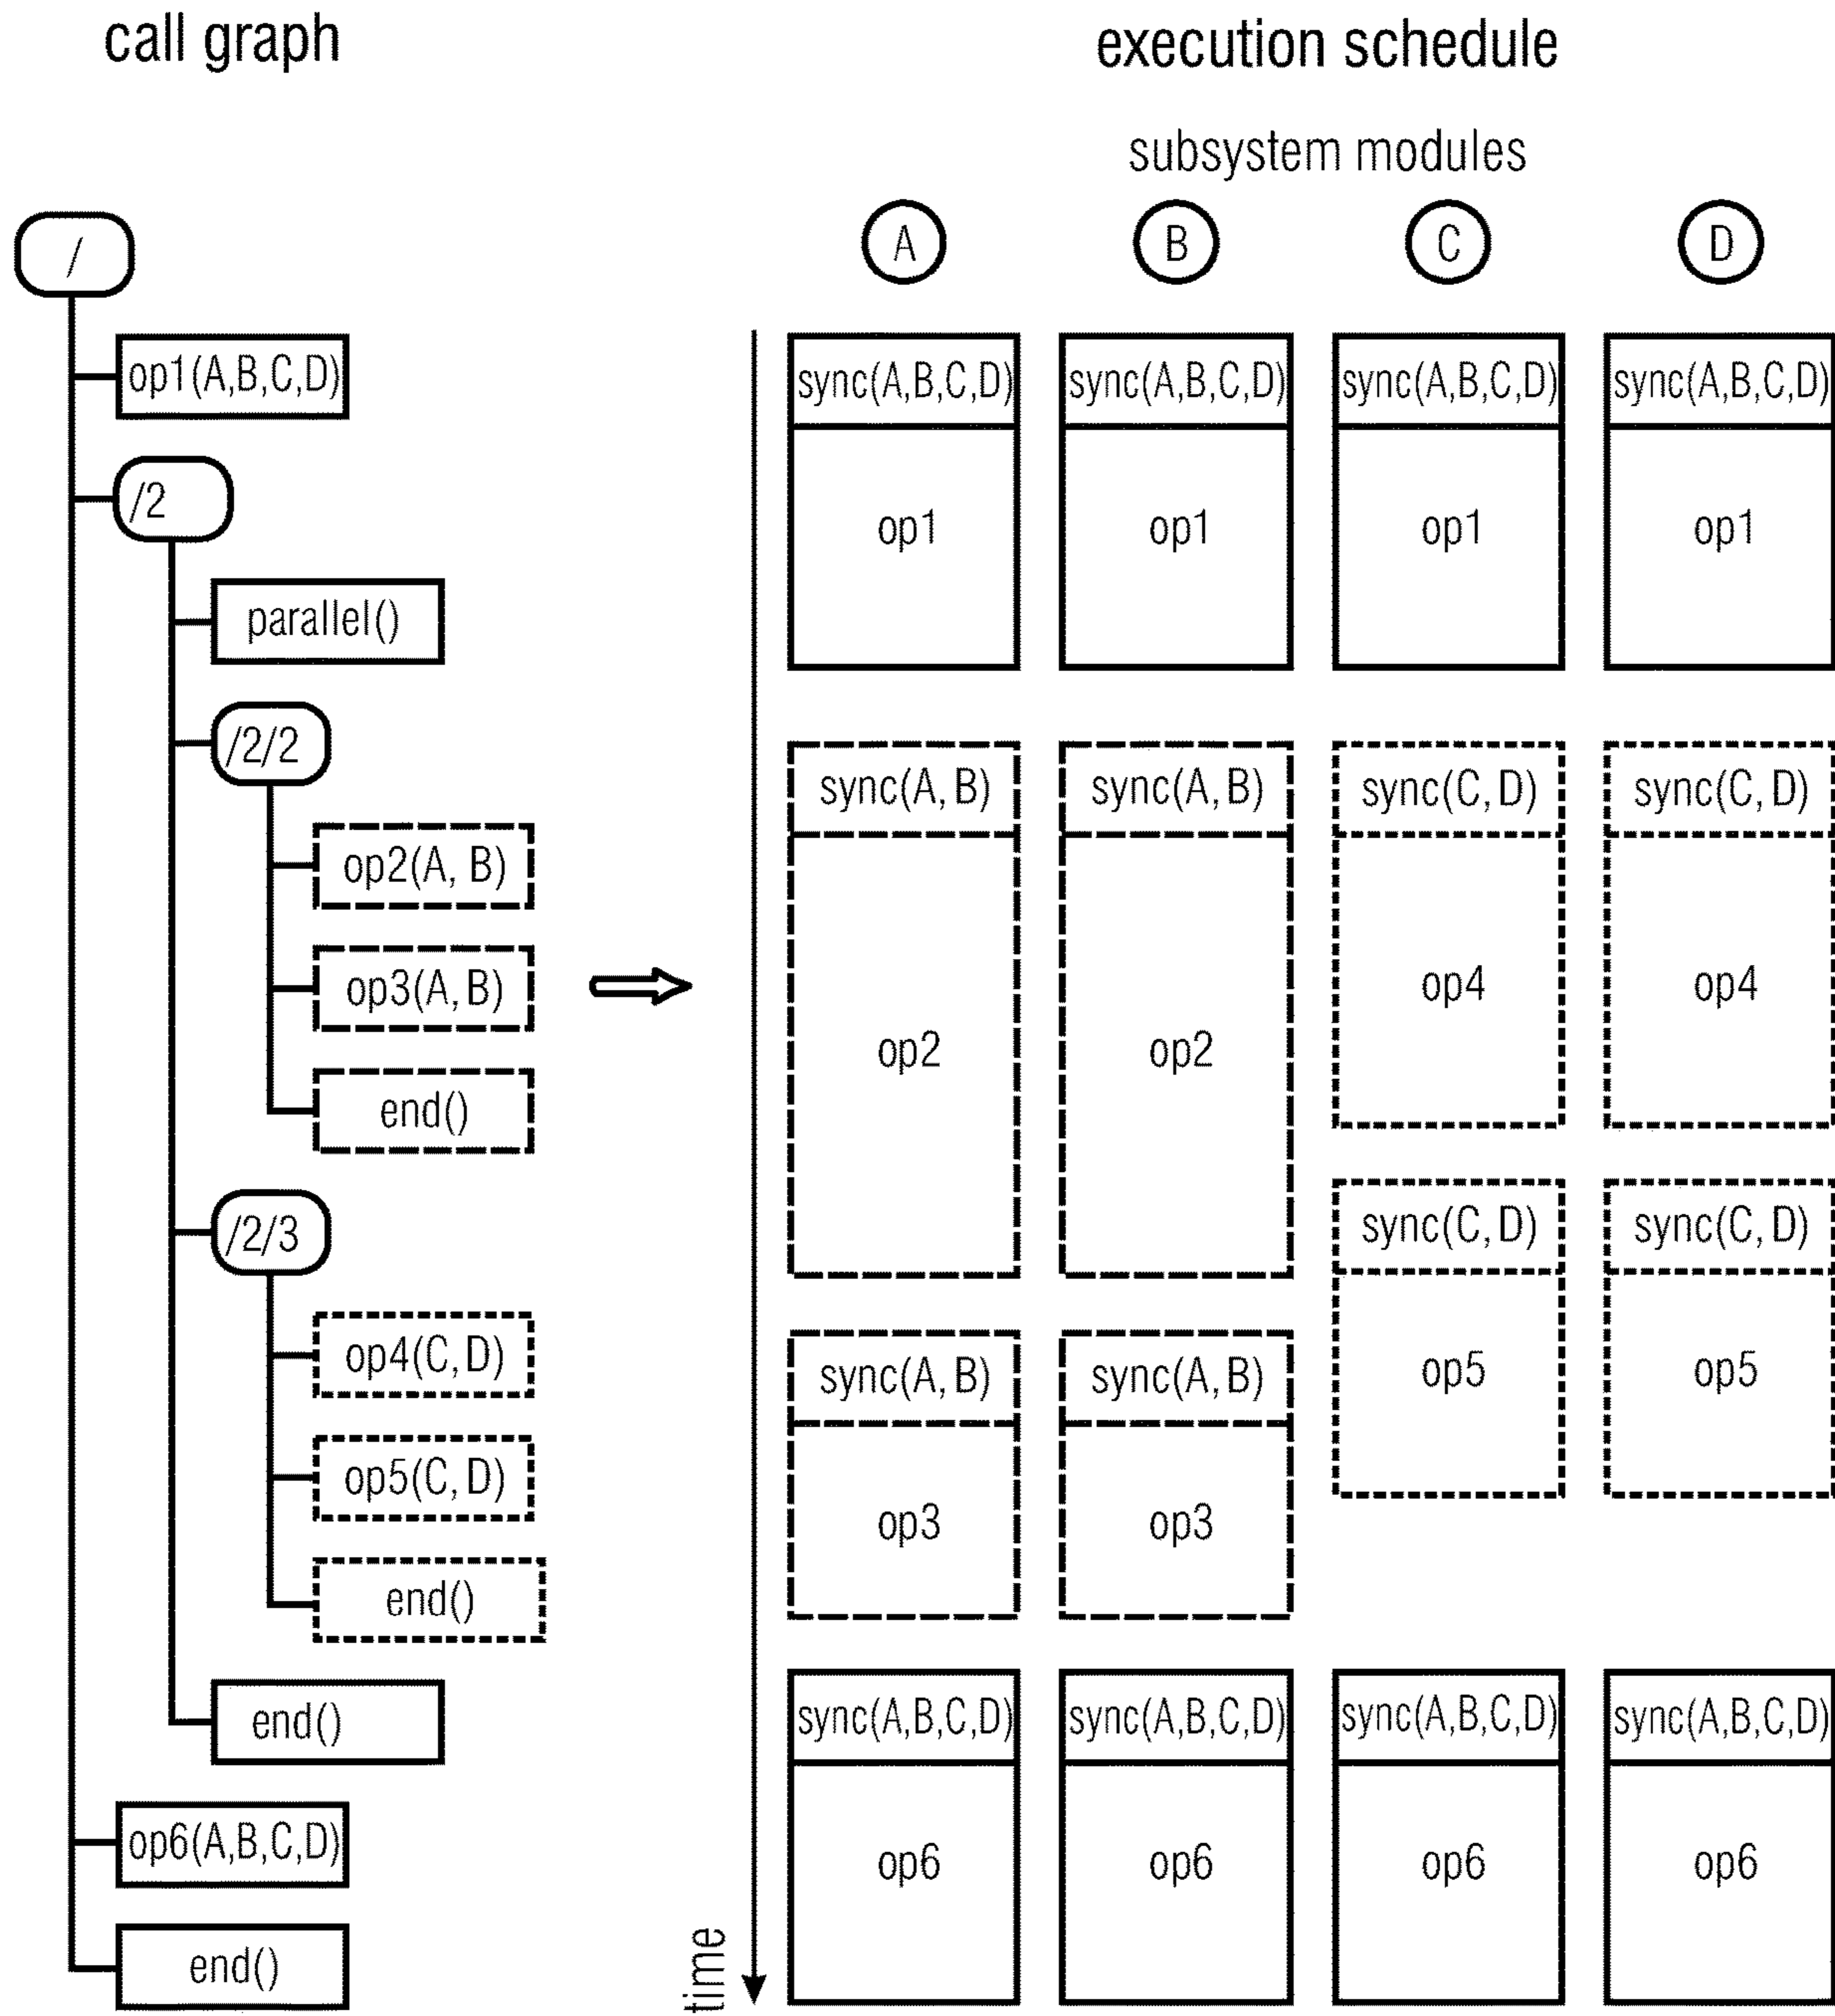 call graph
/
op1(A,B,C,D)
/2
parallel()
/2/2
op2(A, B)
op3(A, B)
end()
/2/3
op4(C, D)
op5(C, D)
end()
end()
op6(A,B,C,D)
end()
execution schedule
subsystem modules
A B C D
sync(A,B,C,D) sync(A,B,C,D) sync(A,B,C,D) sync(A,B,C,D)
op1 op1 op1 op1
sync(A, B) sync(A, B) sync(C, D) sync(C, D)
op4 op4
op2 op2
sync(C, D) sync(C, D)
sync(A, B) sync(A, B)
op5 op5
op3 op3
sync(A,B,C,D) sync(A,B,C,D) sync(A,B,C,D) sync(A,B,C,D)
op6 op6 op6 op6
time